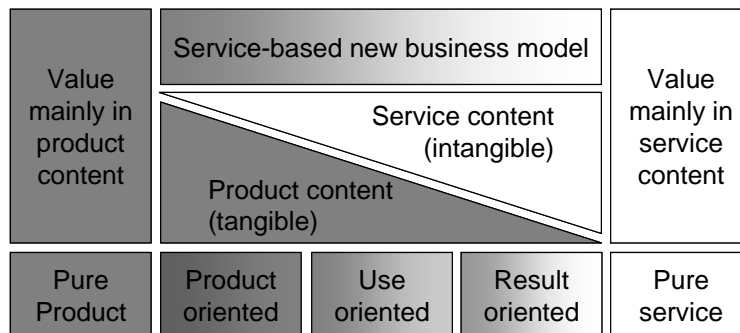 Value
mainly in
product
content
Service-based new business model
Service content
(intangible)
Product content
(tangible)
Value
mainly in
service
content
Pure
Product
Product
oriented
Use
oriented
Result
oriented
Pure
service